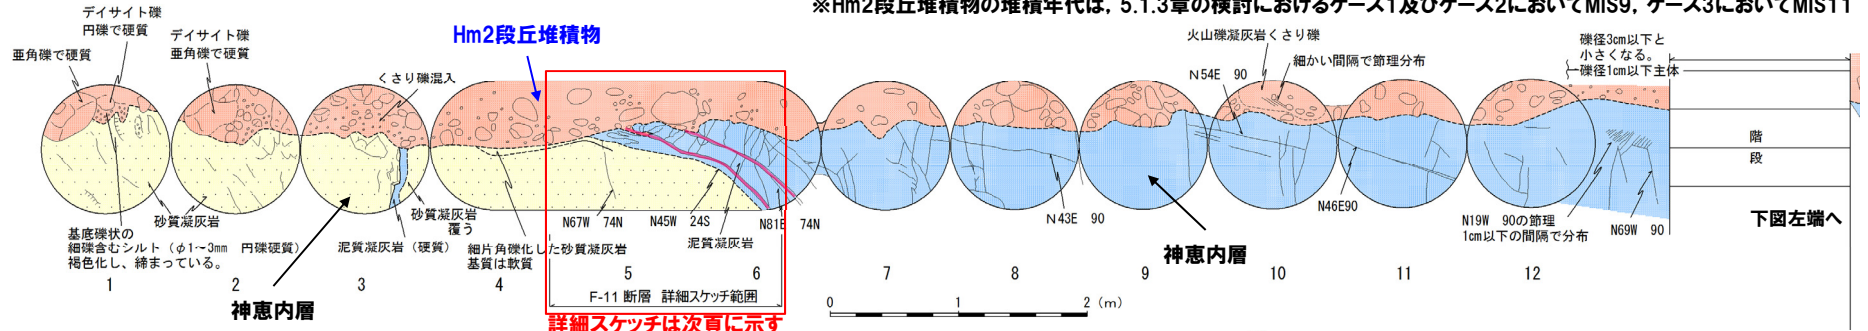 ※Hm2段丘堆積物の堆積年代は，5.1.3章の検討におけるケース1及びケース2においてMIS9，ケース3においてMIS11
デイサイト礫
円礫で硬質
亜角礫で硬質
デイサイト礫
亜角礫で硬質
くさり礫混入
Hm2段丘堆積物
火山礫凝灰岩くさり礫
細かい間隔で節理分布
N54E 90
礫径3cm以下と
小さくなる。
礫径1cm以下主体
階
段
下図左端へ
砂質凝灰岩
基底礫状の
細礫含むシルト（φ1～3mm 円礫硬質）
褐色化し、締まっている。
砂質凝灰岩
覆う
泥質凝灰岩（硬質）
細片角礫化した砂質凝灰岩
基質は軟質
N67W 74N
N45W 24S
N81E 74N
泥質凝灰岩
N43E 90
N46E90
N19W 90の節理
1cm以下の間隔で分布
N69W 90
神恵内層
神恵内層
1 2 3 4 5 6 7 8 9 10 11 12
F-11 断層 詳細スケッチ範囲
詳細スケッチは次頁に示す
0 1 2 (m)